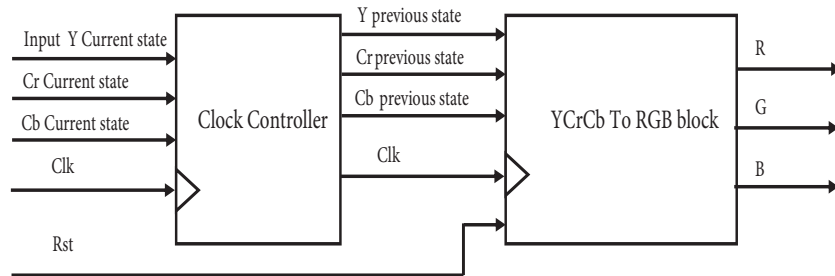 Input Y Current state
Cr Current state
Cb Current state
Clk
Rst
Clock Controller
Y previous state
Cr previous state
Cb previous state
Clk
YCrCb To RGB block
R
G
B